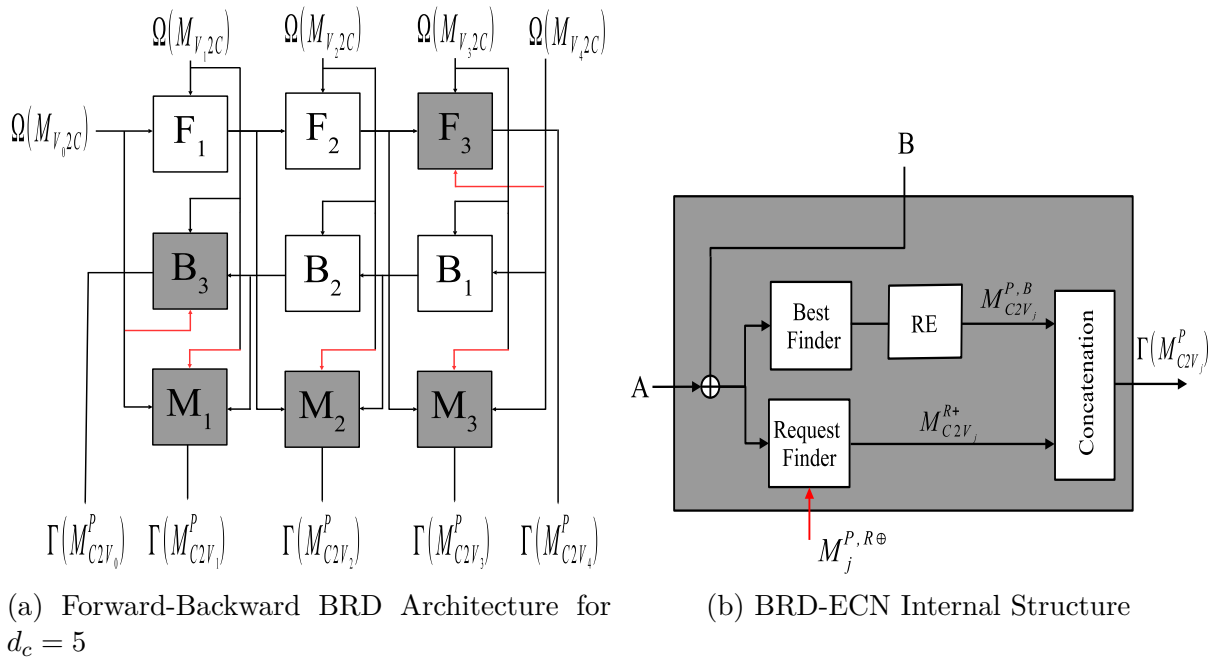 Ω(M_{V_1 2C}) Ω(M_{V_2 2C}) Ω(M_{V_3 2C}) Ω(M_{V_4 2C})
Ω(M_{V_0 2C})
F_1 F_2 F_3
B_3 B_2 B_1
M_1 M_2 M_3
Γ(M^P_{C2V_0}) Γ(M^P_{C2V_1}) Γ(M^P_{C2V_2}) Γ(M^P_{C2V_3}) Γ(M^P_{C2V_4})
(a) Forward-Backward BRD Architecture for
d_c = 5
B
A
Best
Finder
RE
M^{P,B}_{C2V_j}
Request
Finder
M^{R+}_{C2V_j}
Concatenation
Γ(M^P_{C2V_j})
M^{P,R⊕}_j
(b) BRD-ECN Internal Structure